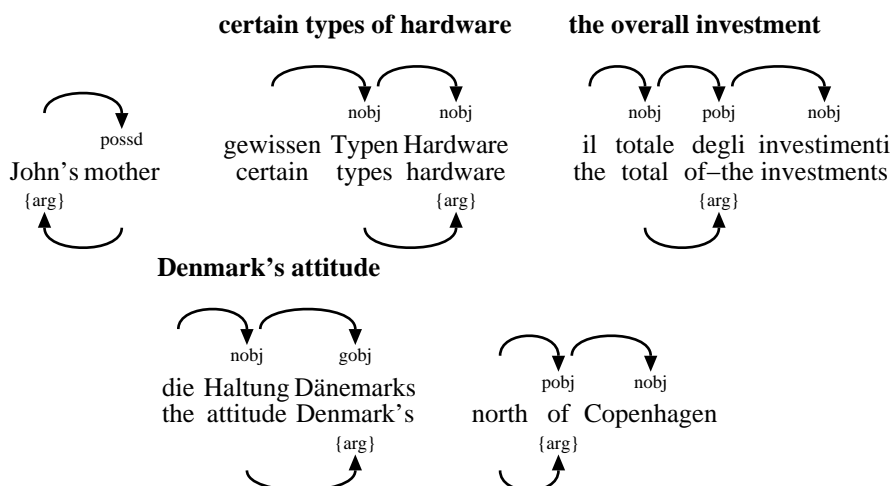 certain types of hardware
the overall investment
possd
nobj nobj
nobj pobj nobj
John's mother
gewissen Typen Hardware
certain types hardware
il totale degli investimenti
the total of–the investments
{arg}
{arg}
{arg}
Denmark's attitude
nobj gobj
pobj nobj
die Haltung Dänemarks
the attitude Denmark's
north of Copenhagen
{arg}
{arg}